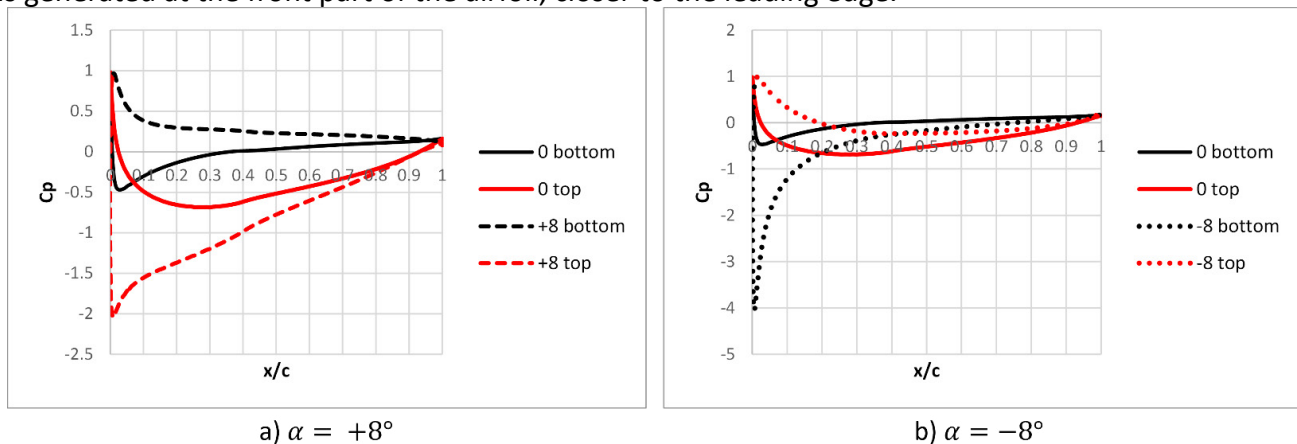 s generated at the front part of the airfoil, closer to the leading edge.
1.5
1
0.5
0
-0.5
-1
-1.5
-2
-2.5
0 0.1 0.2 0.3 0.4 0.5 0.6 0.7 0.8 0.9 1
Cp
x/c
0 bottom
0 top
+8 bottom
+8 top
2
1
0
-1
-2
-3
-4
-5
0 0.1 0.2 0.3 0.4 0.5 0.6 0.7 0.8 0.9 1
Cp
x/c
0 bottom
0 top
-8 bottom
-8 top
a) α = +8°
b) α = −8°